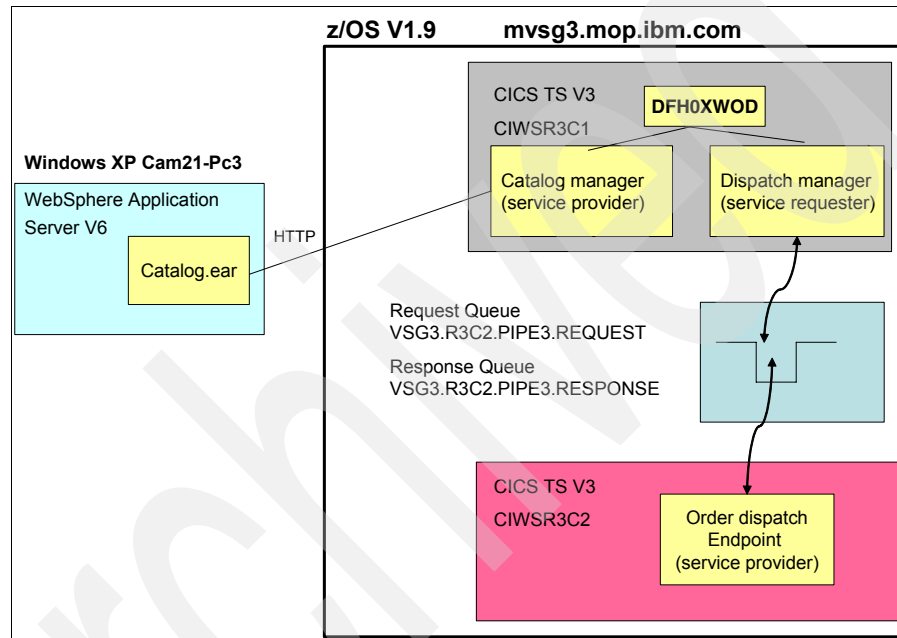 z/OS V1.9 mvsg3.mop.ibm.com
CICS TS V3
CIWSR3C1
DFH0XWOD
Catalog manager
(service provider)
Dispatch manager
(service requester)
Windows XP Cam21-Pc3
WebSphere Application
Server V6
Catalog.ear
HTTP
Request Queue
VSG3.R3C2.PIPE3.REQUEST
Response Queue
VSG3.R3C2.PIPE3.RESPONSE
CICS TS V3
CIWSR3C2
Order dispatch
Endpoint
(service provider)